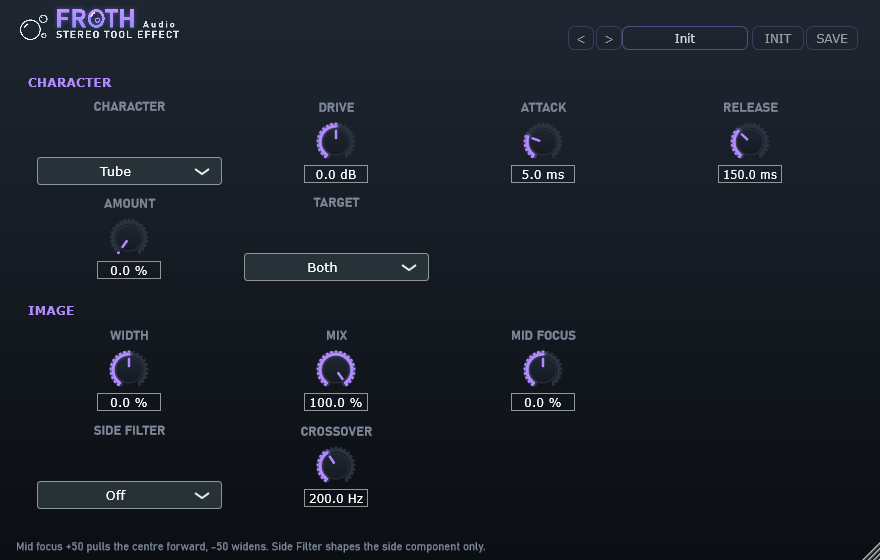 FROTH Audio
STEREO TOOL EFFECT
< > Init INIT SAVE
CHARACTER
CHARACTER DRIVE ATTACK RELEASE
Tube 0.0 dB 5.0 ms 150.0 ms
AMOUNT TARGET
0.0 % Both
IMAGE
WIDTH MIX MID FOCUS
0.0 % 100.0 % 0.0 %
SIDE FILTER CROSSOVER
Off 200.0 Hz
Mid focus +50 pulls the centre forward, -50 widens. Side Filter shapes the side component only.